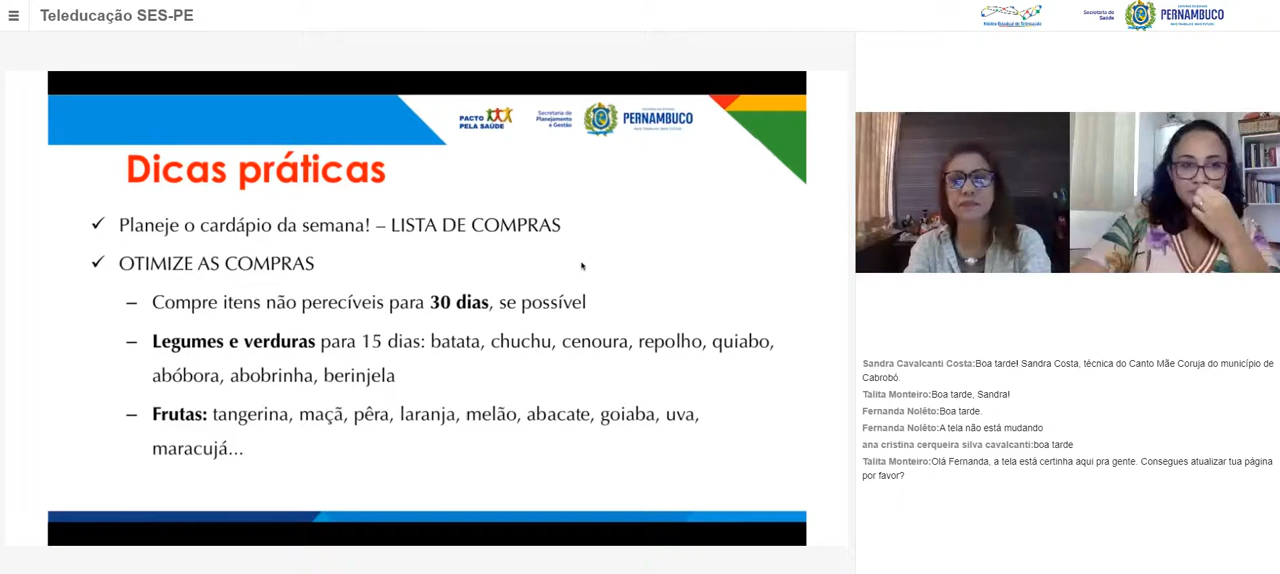 Teleducação SES-PE
Secretaria de
Saúde
PERNAMBUCO
PACTO
PELA SAÚDE
Secretaria de
Planejamento
e Gestão
PERNAMBUCO
Dicas práticas
✓ Planeje o cardápio da semana! – LISTA DE COMPRAS
✓ OTIMIZE AS COMPRAS
– Compre itens não perecíveis para 30 dias, se possível
– Legumes e verduras para 15 dias: batata, chuchu, cenoura, repolho, quiabo,
abóbora, abobrinha, berinjela
– Frutas: tangerina, maçã, pêra, laranja, melão, abacate, goiaba, uva,
maracujá...
Sandra Cavalcanti Costa:Boa tarde! Sandra Costa, técnica do Canto Mãe Coruja do município de
Cabrobó.
Talita Monteiro:Boa tarde, Sandra!
Fernanda Nolêto:Boa tarde.
Fernanda Nolêto:A tela não está mudando
ana cristina cerqueira silva cavalcanti:boa tarde
Talita Monteiro:Olá Fernanda, a tela está certinha aqui pra gente. Consegues atualizar tua página
por favor?